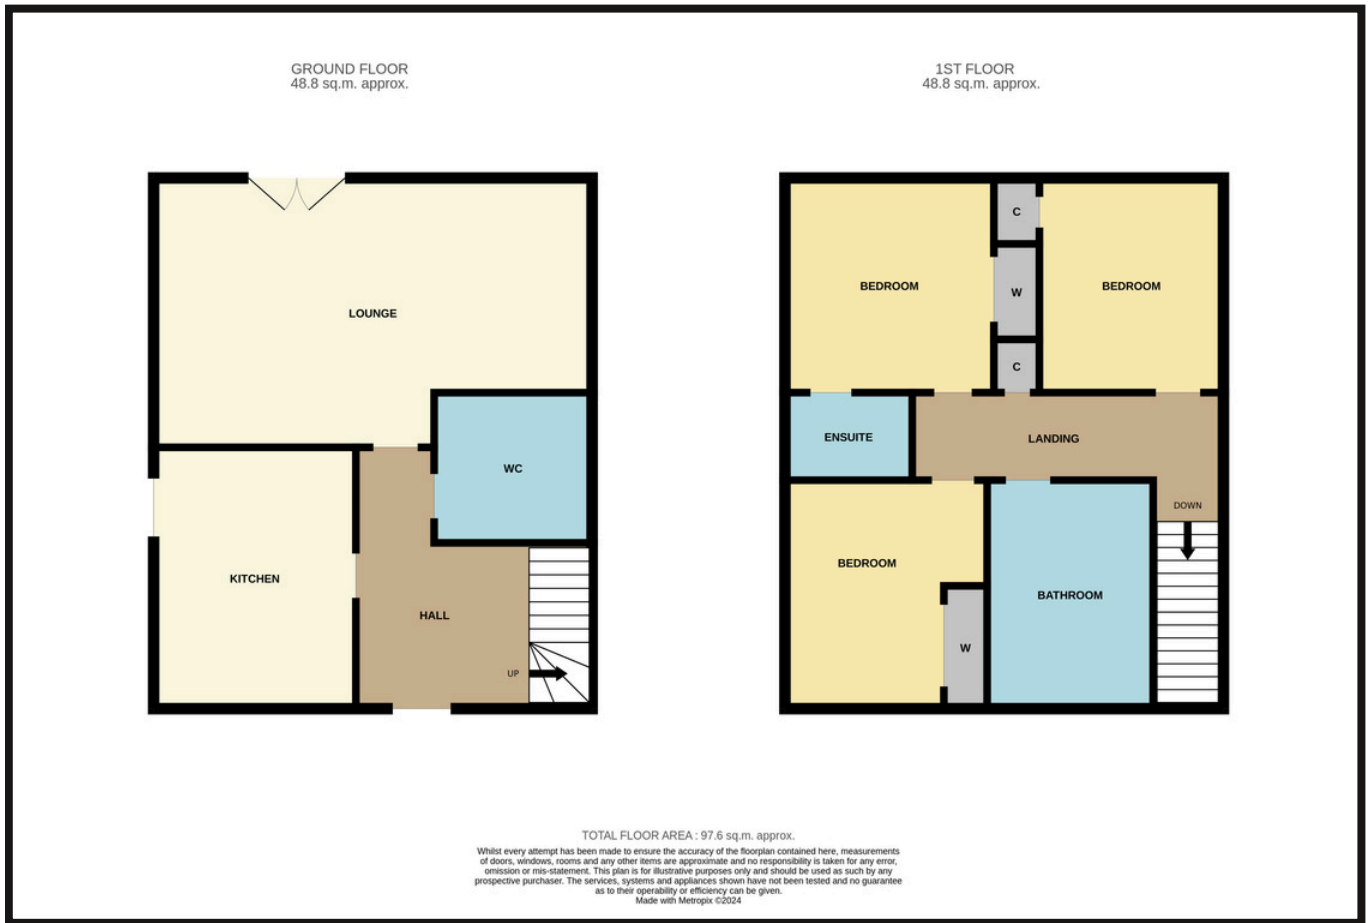 GROUND FLOOR
48.8 sq.m. approx.
LOUNGE
WC
KITCHEN
HALL
UP
1ST FLOOR
48.8 sq.m. approx.
C
BEDROOM
W
BEDROOM
C
ENSUITE
LANDING
DOWN
BEDROOM
BATHROOM
W
TOTAL FLOOR AREA : 97.6 sq.m. approx.
Whilst every attempt has been made to ensure the accuracy of the floorplan contained here, measurements
of doors, windows, rooms and any other items are approximate and no responsibility is taken for any error,
omission or mis-statement. This plan is for illustrative purposes only and should be used as such by any
prospective purchaser. The services, systems and appliances shown have not been tested and no guarantee
as to their operability or efficiency can be given.
Made with Metropix ©2024